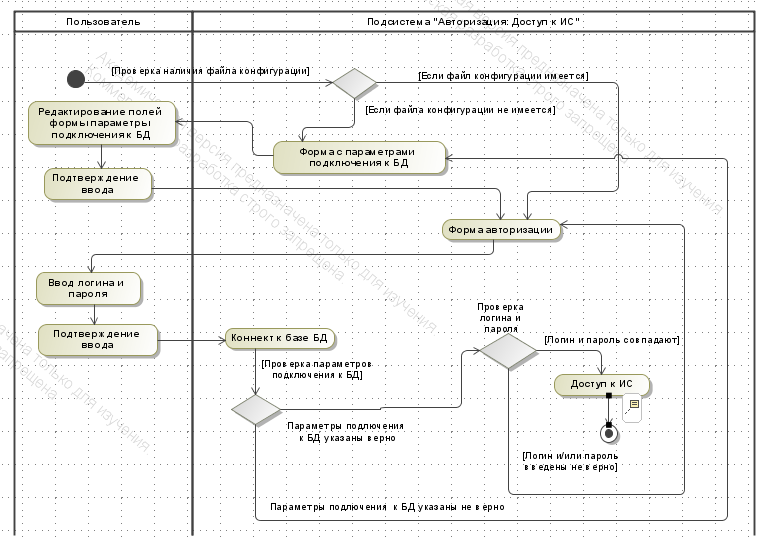 Пользователь
Подсистема "Авторизация: Доступ к ИС"
[Проверка наличия файла конфигурации]
[Если файл конфигурации имеется]
[Если файла конфигурации не имеется]
Редактирование полей
формы параметры
подключения к БД
Форма с параметрами
подключения к БД
Подтверждение
ввода
Форма авторизации
Ввод логина и
пароля
Подтверждение
ввода
Коннект к базе БД
[Проверка параметров
подключения к БД]
Проверка
логина и
пароля
[Логин и пароль совпадают]
Доступ к ИС
Параметры подлючения
к БД указаны верно
[Логин и/или пароль
введены не верно]
Параметры подлючения к БД указаны не верно